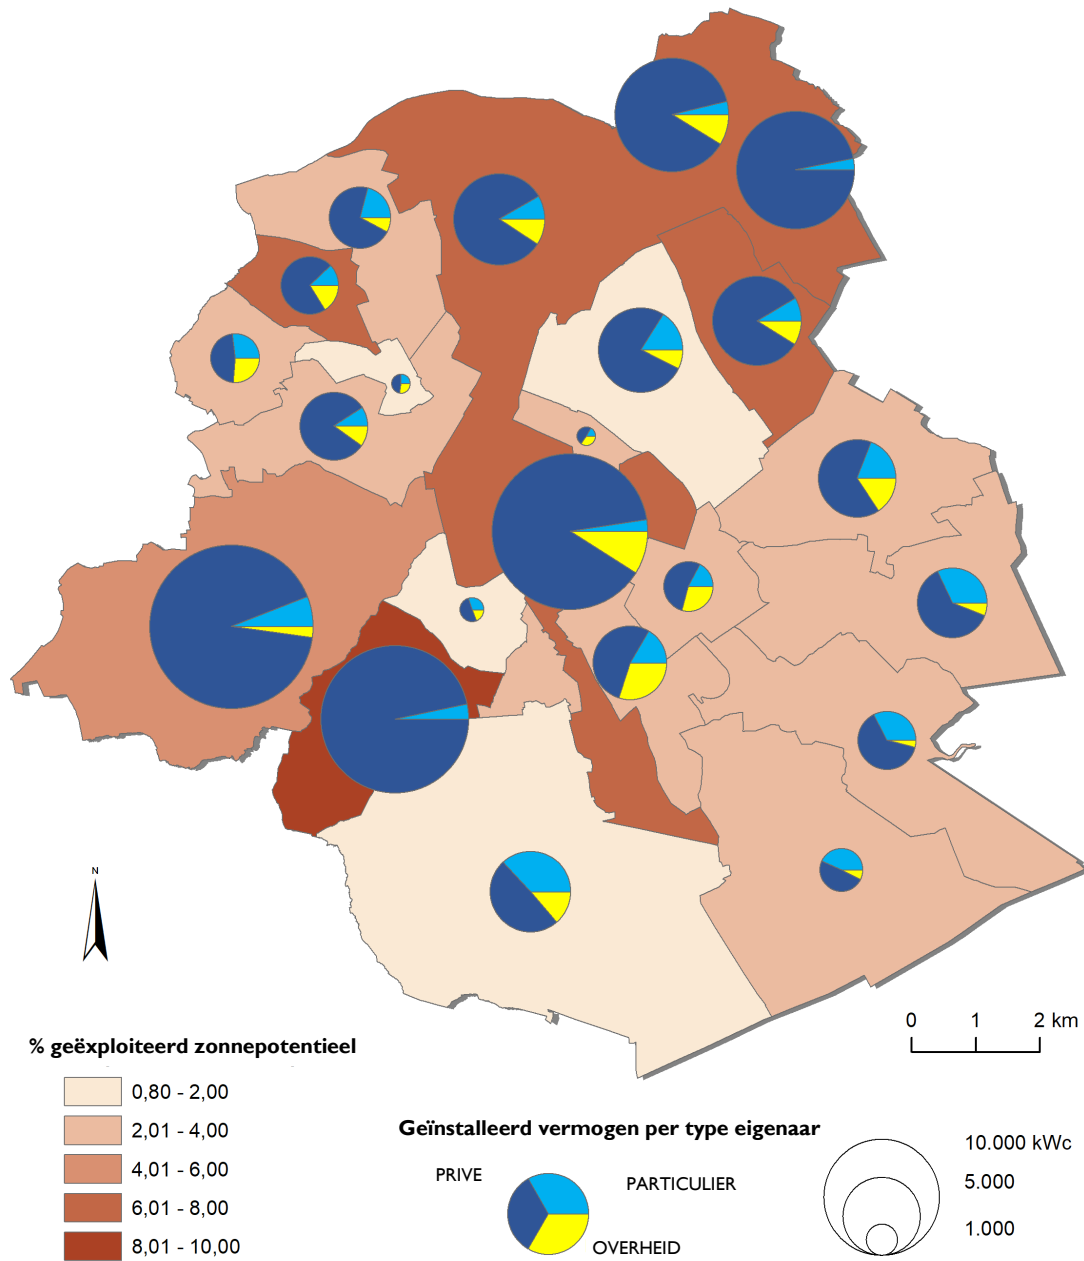 N
0 1 2 km
% geëxploiteerd zonnepotentieel
0,80 - 2,00
2,01 - 4,00
4,01 - 6,00
6,01 - 8,00
8,01 - 10,00
Geïnstalleerd vermogen per type eigenaar
PRIVE
PARTICULIER
OVERHEID
10.000 kWc
5.000
1.000